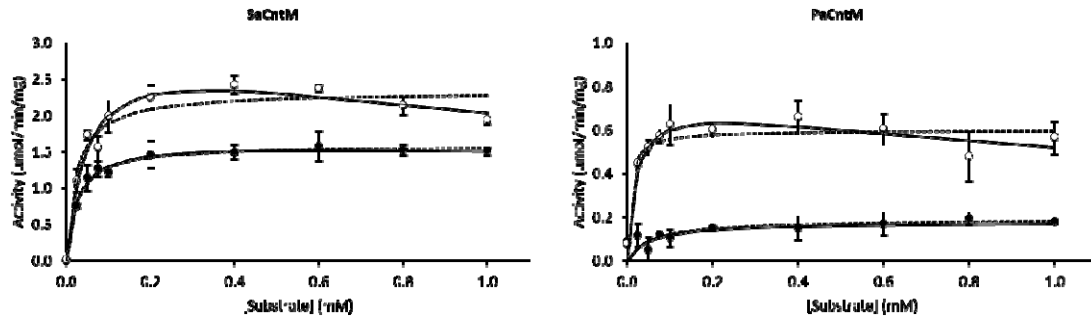 SaCntM
PaCntM
Activity (µmol/min/mg)
3.0
2.5
2.0
1.5
1.0
0.5
0.0
0.0 0.2 0.4 0.6 0.8 1.0
[Substrate] (mM)
Activity (µmol/min/mg)
1.0
0.8
0.6
0.4
0.2
0.0
0.0 0.2 0.4 0.6 0.8 1.0
[Substrate] (mM)